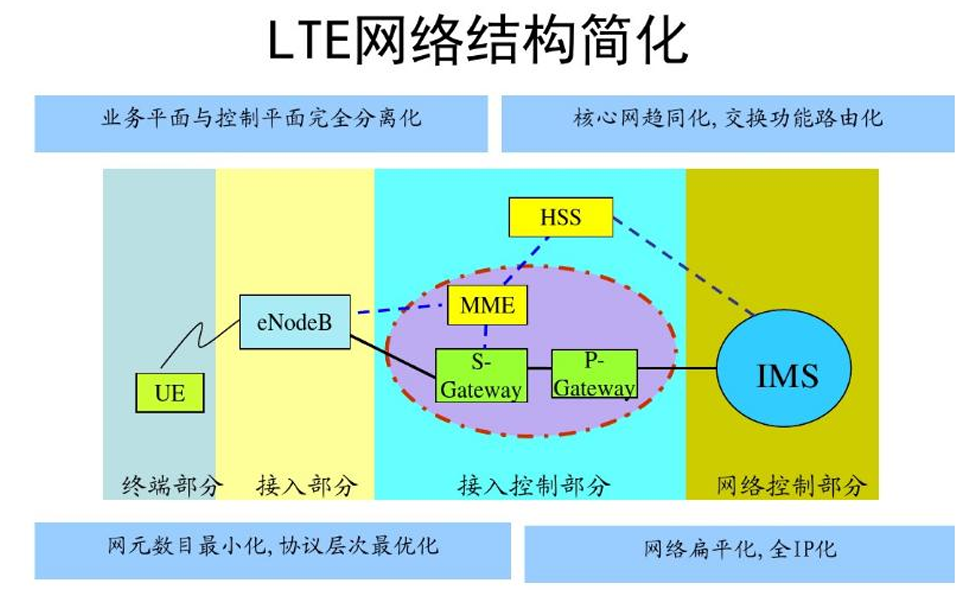 LTE网络结构简化
业务平面与控制平面完全分离化
核心网趋同化,交换功能路由化
HSS
MME
eNodeB
S-
Gateway
P-
Gateway
IMS
UE
终端部分
接入部分
接入控制部分
网络控制部分
网元数目最小化,协议层次最优化
网络扁平化,全IP化